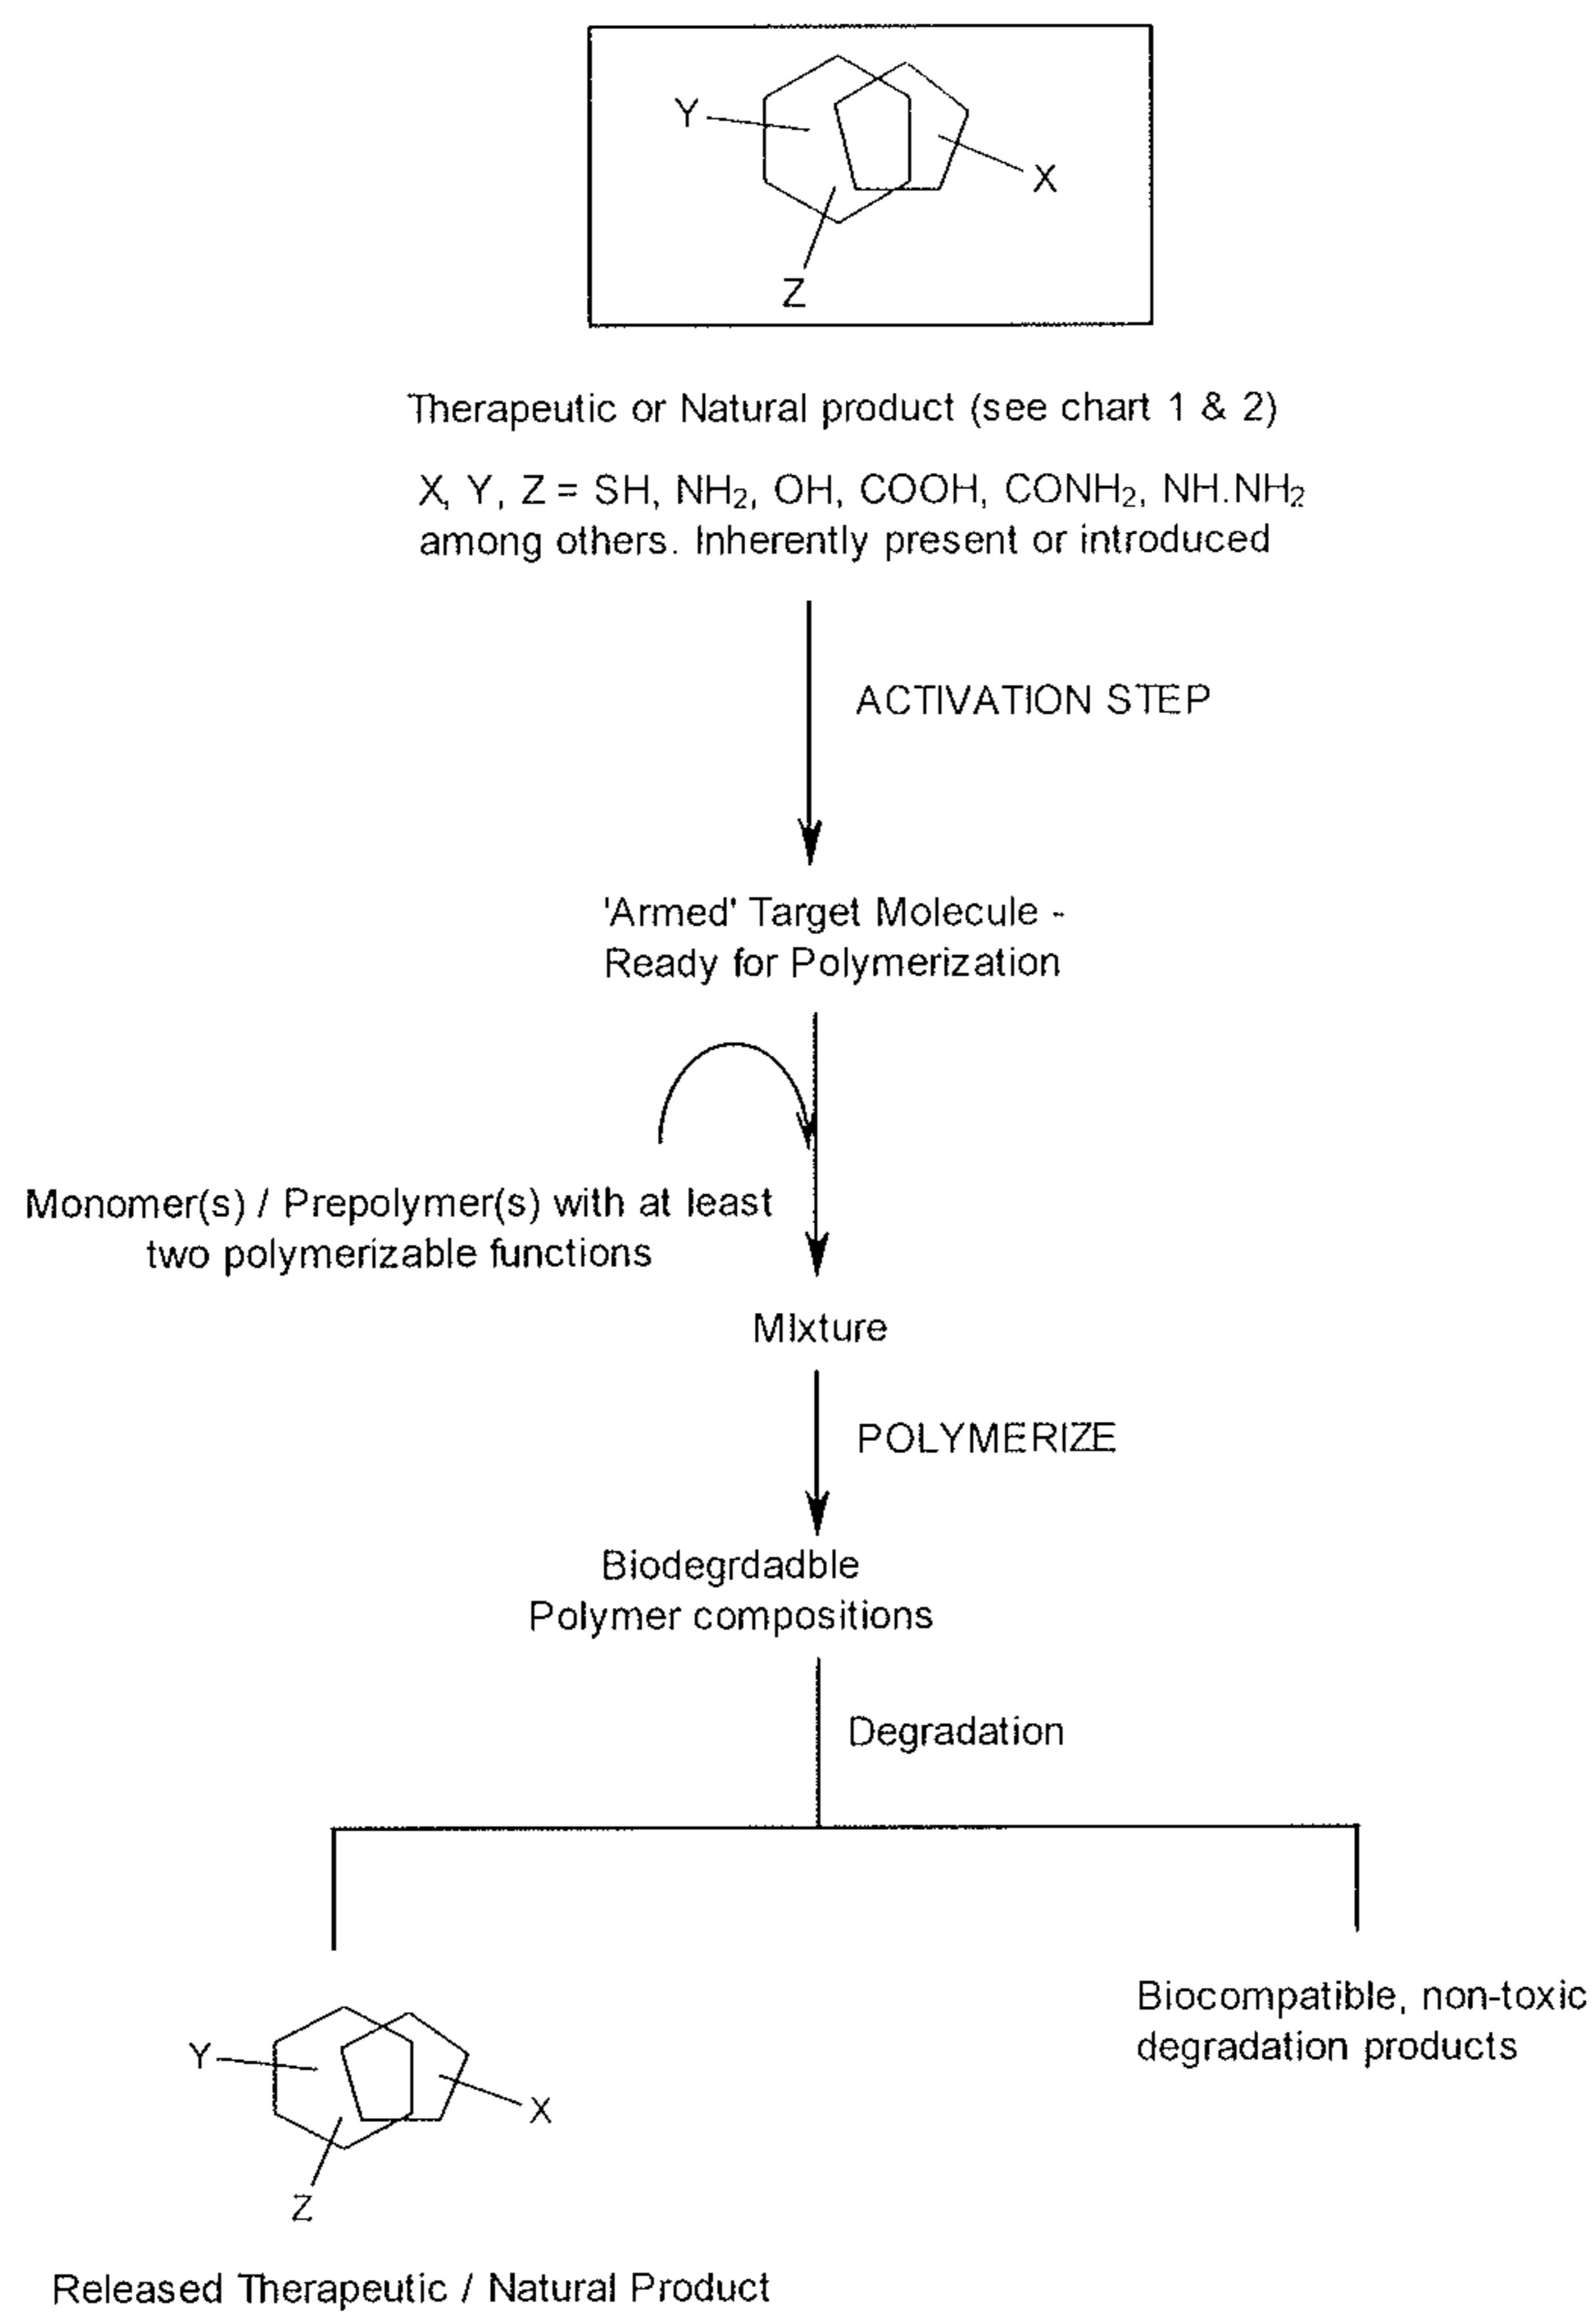 Y
X
Z
Therapeutic or Natural product (see chart 1 & 2)
X, Y, Z = SH, NH₂, OH, COOH, CONH₂, NH.NH₂
among others. Inherently present or introduced
ACTIVATION STEP
'Armed' Target Molecule -
Ready for Polymerization
Monomer(s) / Prepolymer(s) with at least
two polymerizable functions
MIxture
POLYMERIZE
Biodegrdadble
Polymer compositions
Degradation
Y
X
Z
Biocompatible, non-toxic
degradation products
Released Therapeutic / Natural Product